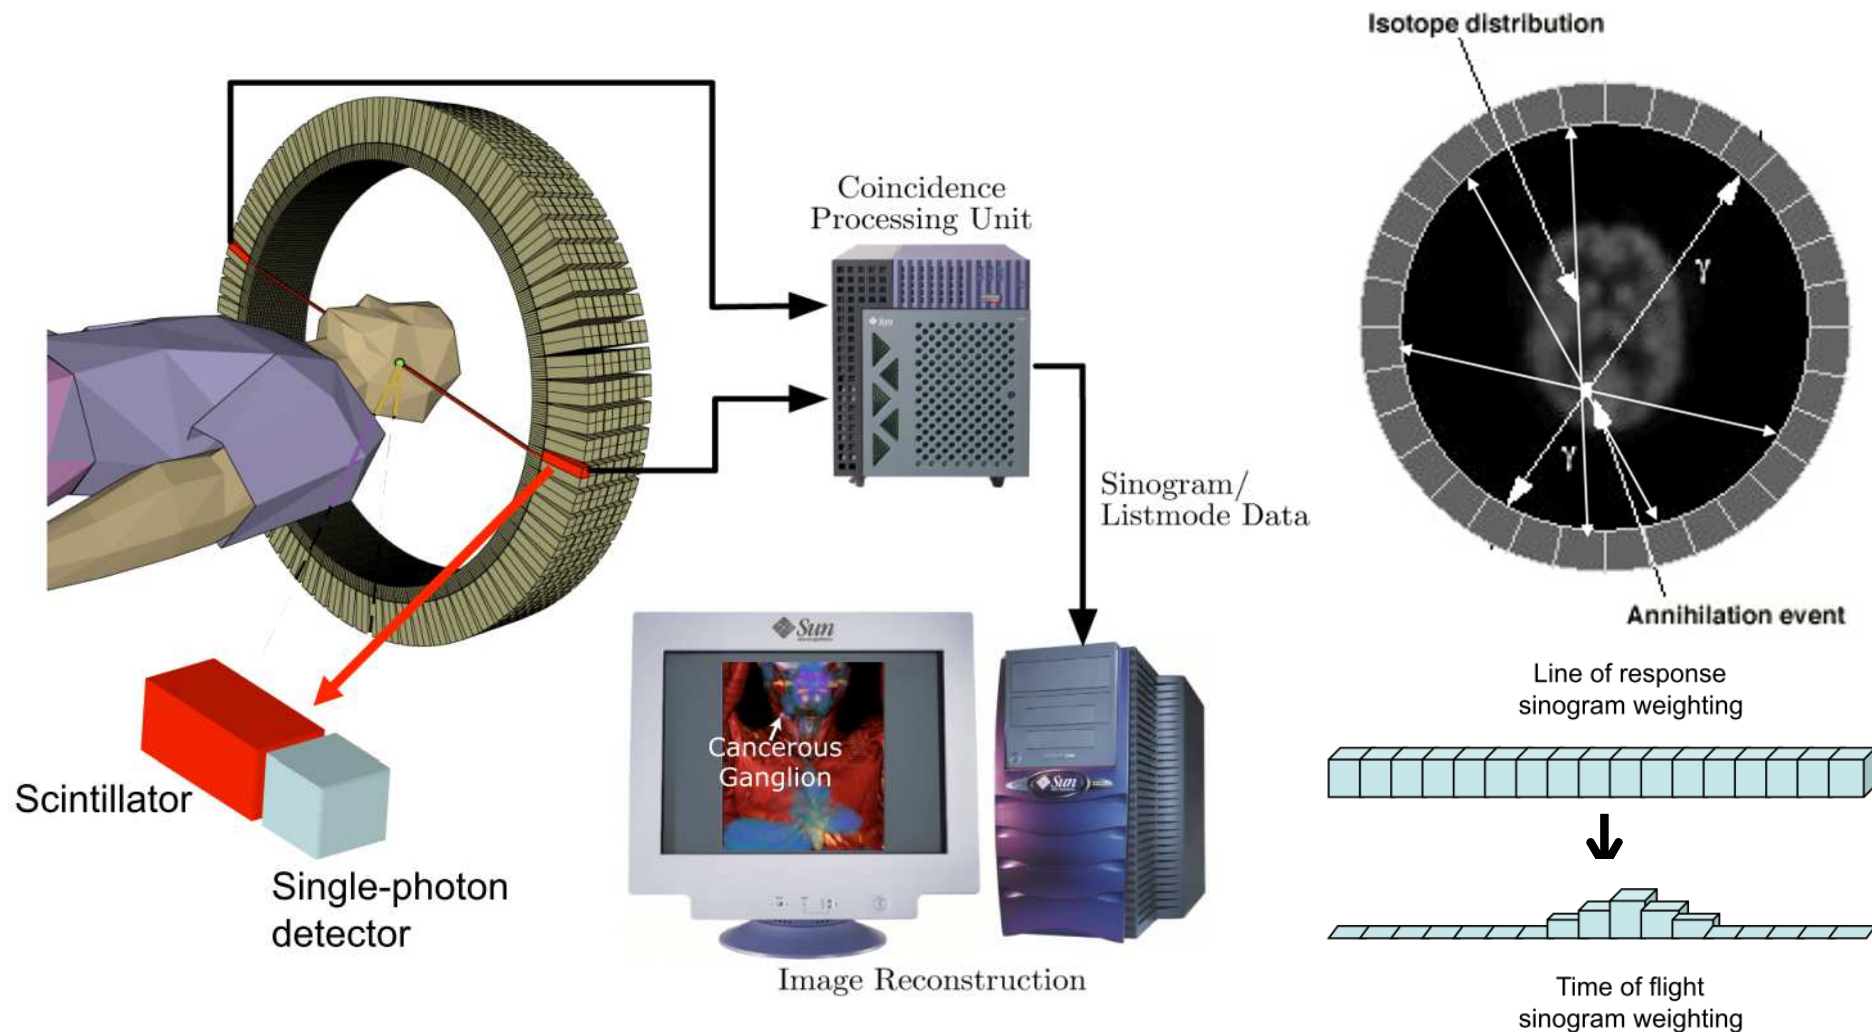 Isotope distribution
Coincidence
Processing Unit
Sun
γ
γ
Sinogram/
Listmode Data
Annihilation event
Sun
Line of response
sinogram weighting
Cancerous
Ganglion
Sun
Scintillator
Single-photon
detector
Image Reconstruction
Time of flight
sinogram weighting